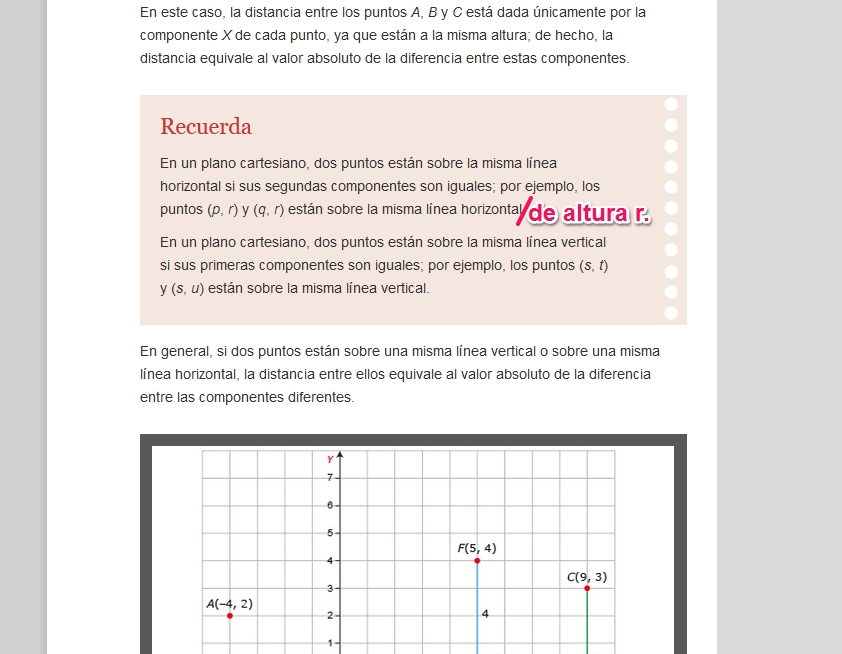 En este caso, la distancia entre los puntos A, B y C está dada únicamente por la
componente X de cada punto, ya que están a la misma altura; de hecho, la
distancia equivale al valor absoluto de la diferencia entre estas componentes.
Recuerda
En un plano cartesiano, dos puntos están sobre la misma línea
horizontal si sus segundas componentes son iguales; por ejemplo, los
puntos (p, r) y (q, r) están sobre la misma línea horizontal/de altura r.
En un plano cartesiano, dos puntos están sobre la misma línea vertical
si sus primeras componentes son iguales; por ejemplo, los puntos (s, t)
y (s, u) están sobre la misma línea vertical.
En general, si dos puntos están sobre una misma línea vertical o sobre una misma
línea horizontal, la distancia entre ellos equivale al valor absoluto de la diferencia
entre las componentes diferentes.
Y
7
6
5
F(5, 4)
4
C(9, 3)
3
A(−4, 2)
2
4
1